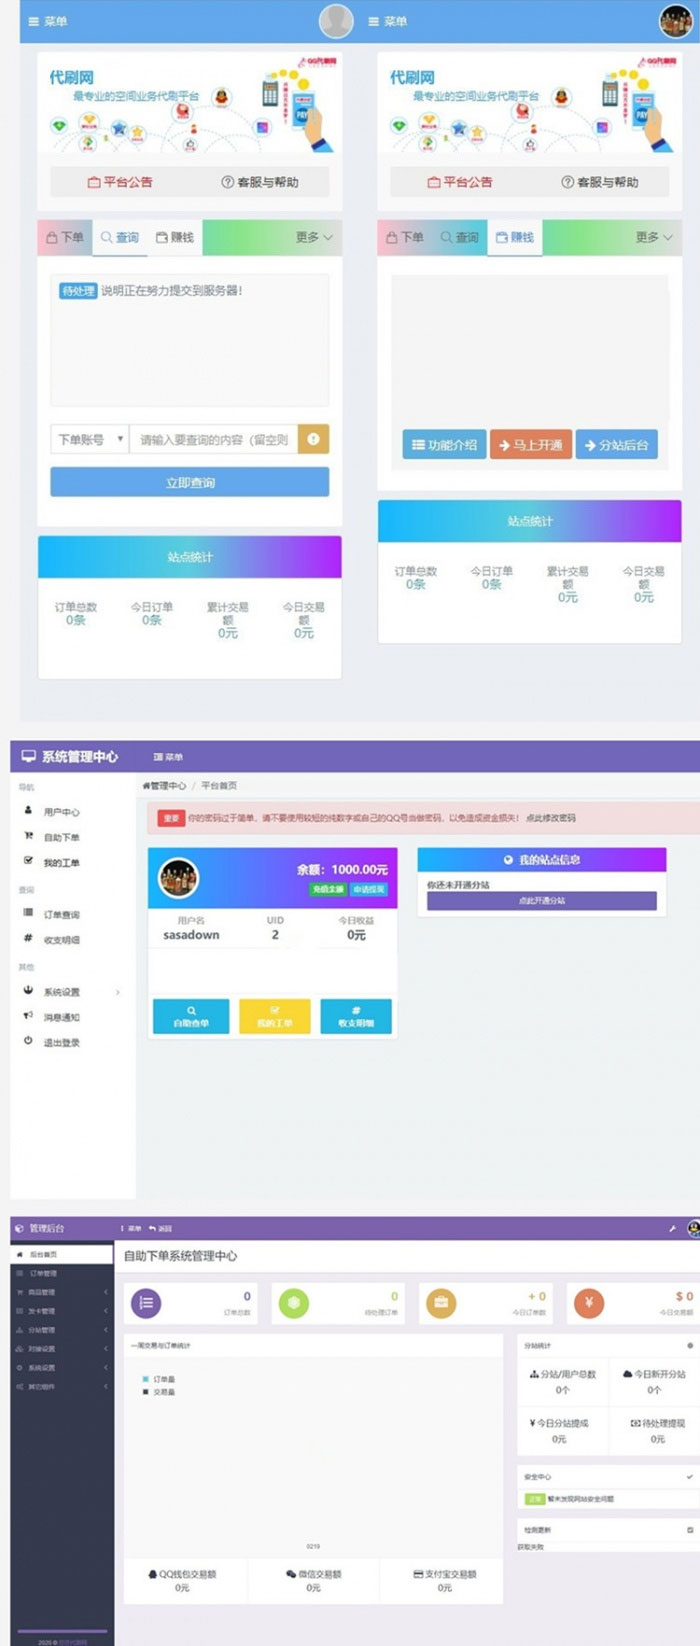 菜单
菜单
代刷网
最专业的空间业务代刷平台
QQ代刷网
PAY
平台公告
客服与帮助
下单
查询
赚钱
更多
待处理 说明正在努力提交到服务器！
下单账号
请输入要查询的内容（留空则
立即查询
站点统计
订单总数
0条
今日订单
0条
累计交易额
0元
今日交易额
0元
代刷网
最专业的空间业务代刷平台
QQ代刷网
PAY
平台公告
客服与帮助
下单
查询
赚钱
更多
功能介绍
马上开通
分站后台
站点统计
订单总数
0条
今日订单
0条
累计交易额
0元
今日交易额
0元
系统管理中心
菜单
导航
用户中心
自助下单
我的工单
查询
订单查询
收支明细
其他
系统设置
消息通知
退出登录
管理中心 / 平台首页
重要 你的密码过于简单，请不要使用较短的纯数字或自己的QQ号当做密码，以免造成资金损失！ 点此修改密码
余额：1000.00元
充值余额 申请提现
用户名
sasadown
UID
2
今日收益
0元
自助查单
我的工单
收支明细
我的站点信息
你还未开通分站
点此开通分站
管理后台
菜单 返回
后台首页
订单管理
商品管理
发卡管理
分站管理
对接设置
系统设置
其它组件
自助下单系统管理中心
0
订单总数
0
待处理订单
+ 0
今日订单数
$ 0
今日交易额
一周交易与订单统计
订单量
交易量
0219
QQ钱包交易额
0元
微信交易额
0元
支付宝交易额
0元
分站统计
分站/用户总数
0个
今日新开分站
0个
今日分站提成
0元
待处理提现
0元
安全中心
正常 暂未发现网站安全问题
检测更新
获取失败
2020 ©